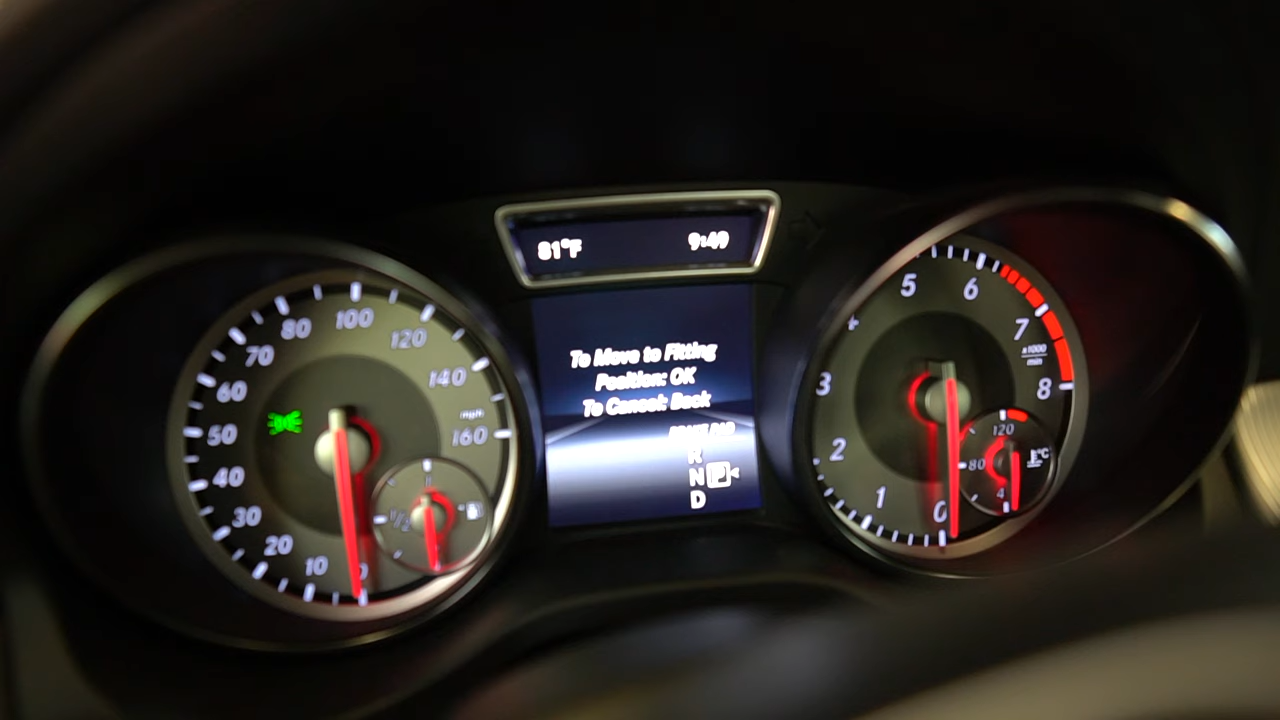 81°F 9:49
To Move to Fitting
Position: OK
To Cancel: Back
R
N P
D
0
10
20
30
40
50
60
70
80
100
120
140
160
mph
1/2
0
1
2
3
5
6
7
8
x1000
min
120
80
°C